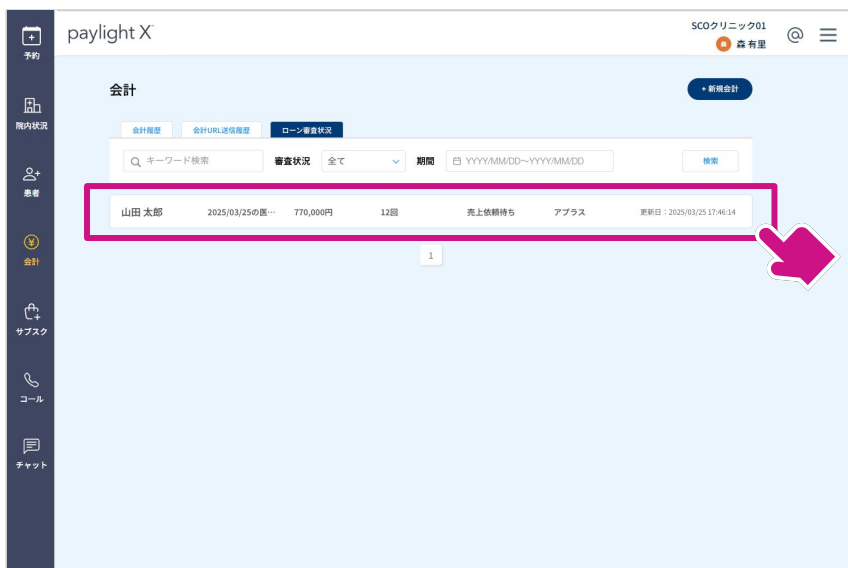 paylight X
SCOクリニック01
森 有里
予約
院内状況
患者
会計
サブスク
コール
チャット
会計
+ 新規会計
会計履歴 会計URL送信履歴 ローン審査状況
キーワード検索 審査状況 全て 期間 YYYY/MM/DD～YYYY/MM/DD 検索
山田 太郎 2025/03/25の医… 770,000円 12回 売上依頼待ち アプラス 更新日：2025/03/25 17:46:14
1